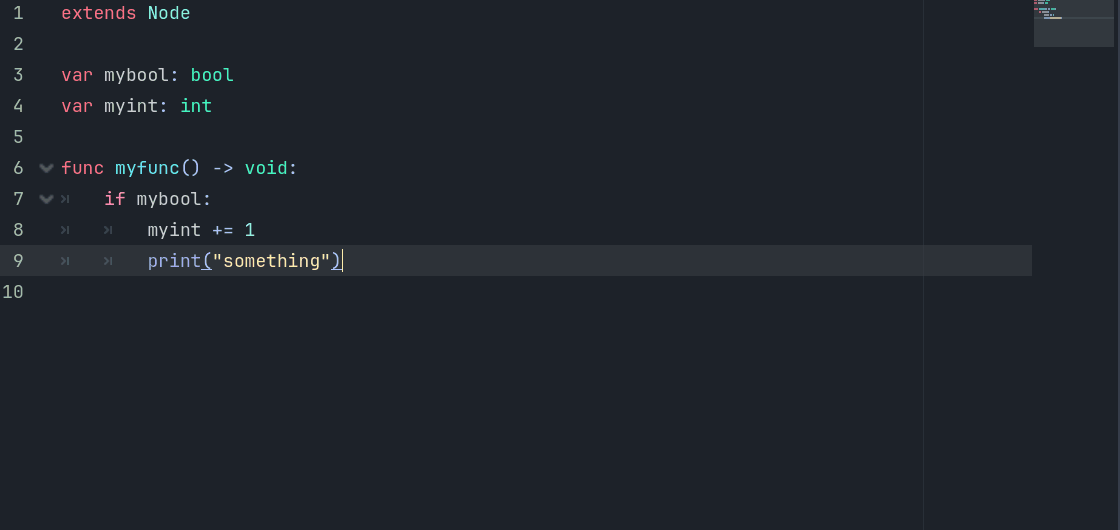 1 extends Node
2
3 var mybool: bool
4 var myint: int
5
6 func myfunc() -> void:
7 if mybool:
8 myint += 1
9 print("something")
10